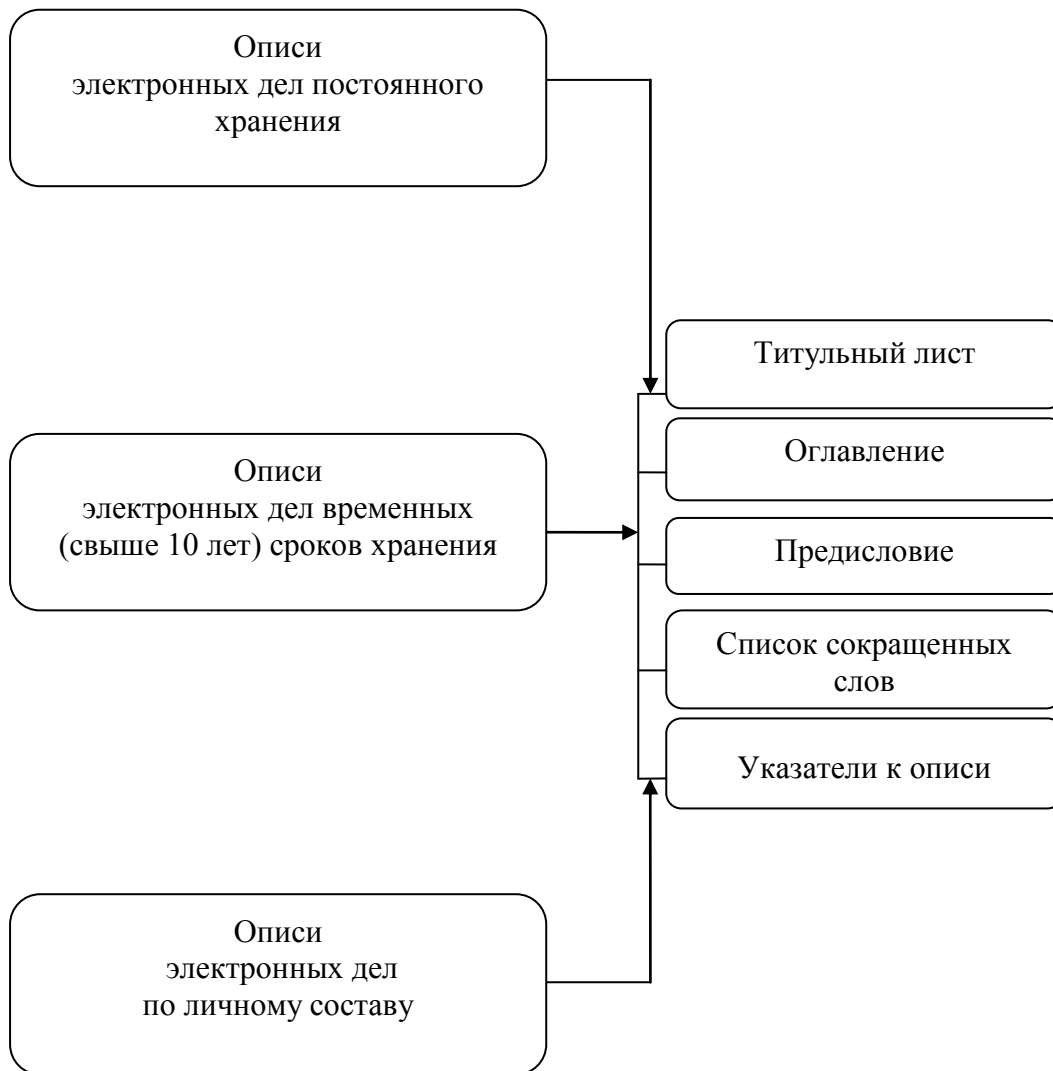 Описи
электронных дел постоянного
хранения
Титульный лист
Оглавление
Описи
электронных дел временных
(свыше 10 лет) сроков хранения
Предисловие
Список сокращенных
слов
Указатели к описи
Описи
электронных дел
по личному составу